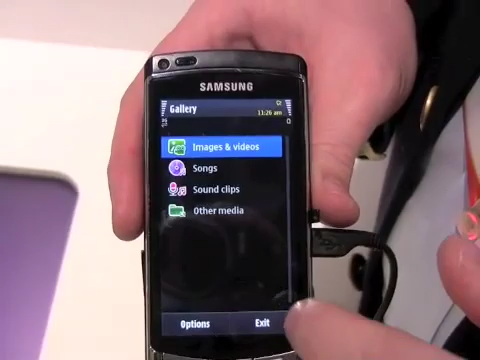 SAMSUNG
Gallery
11:26 am
Images & videos
Songs
Sound clips
Other media
Options Exit